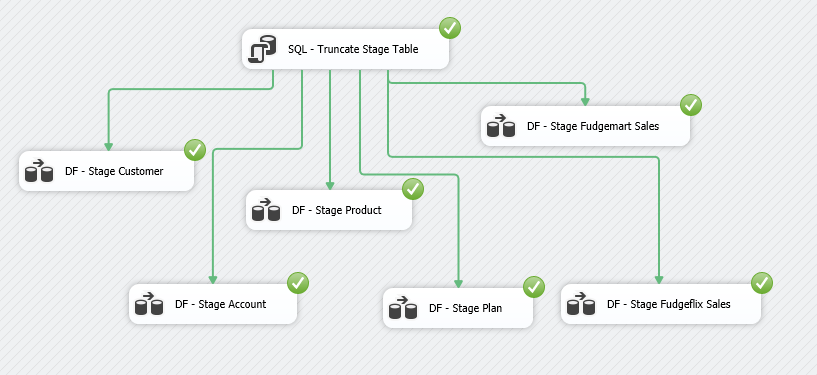 SQL - Truncate Stage Table
DF - Stage Fudgemart Sales
DF - Stage Customer
DF - Stage Product
DF - Stage Account
DF - Stage Plan
DF - Stage Fudgeflix Sales